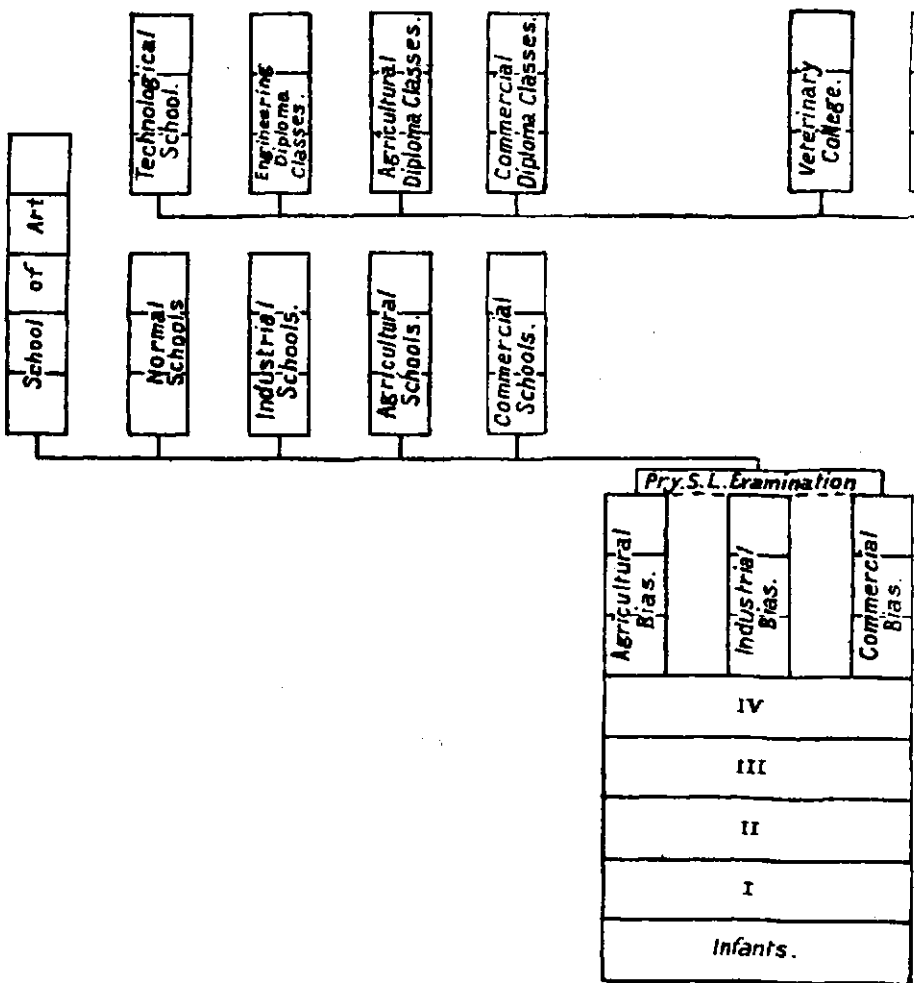 Technological
School.
Engineering
Diploma
Classes.
Agricultural
Diploma Classes.
Commercial
Diploma Classes.
Veterinary
College.
School of Art
Normal
Schools
Industrial
Schools.
Agricultural
Schools.
Commercial
Schools.
Pry. S. L. Examination
Agricultural
Bias.
Industrial
Bias.
Commercial
Bias.
IV
III
II
I
Infants.